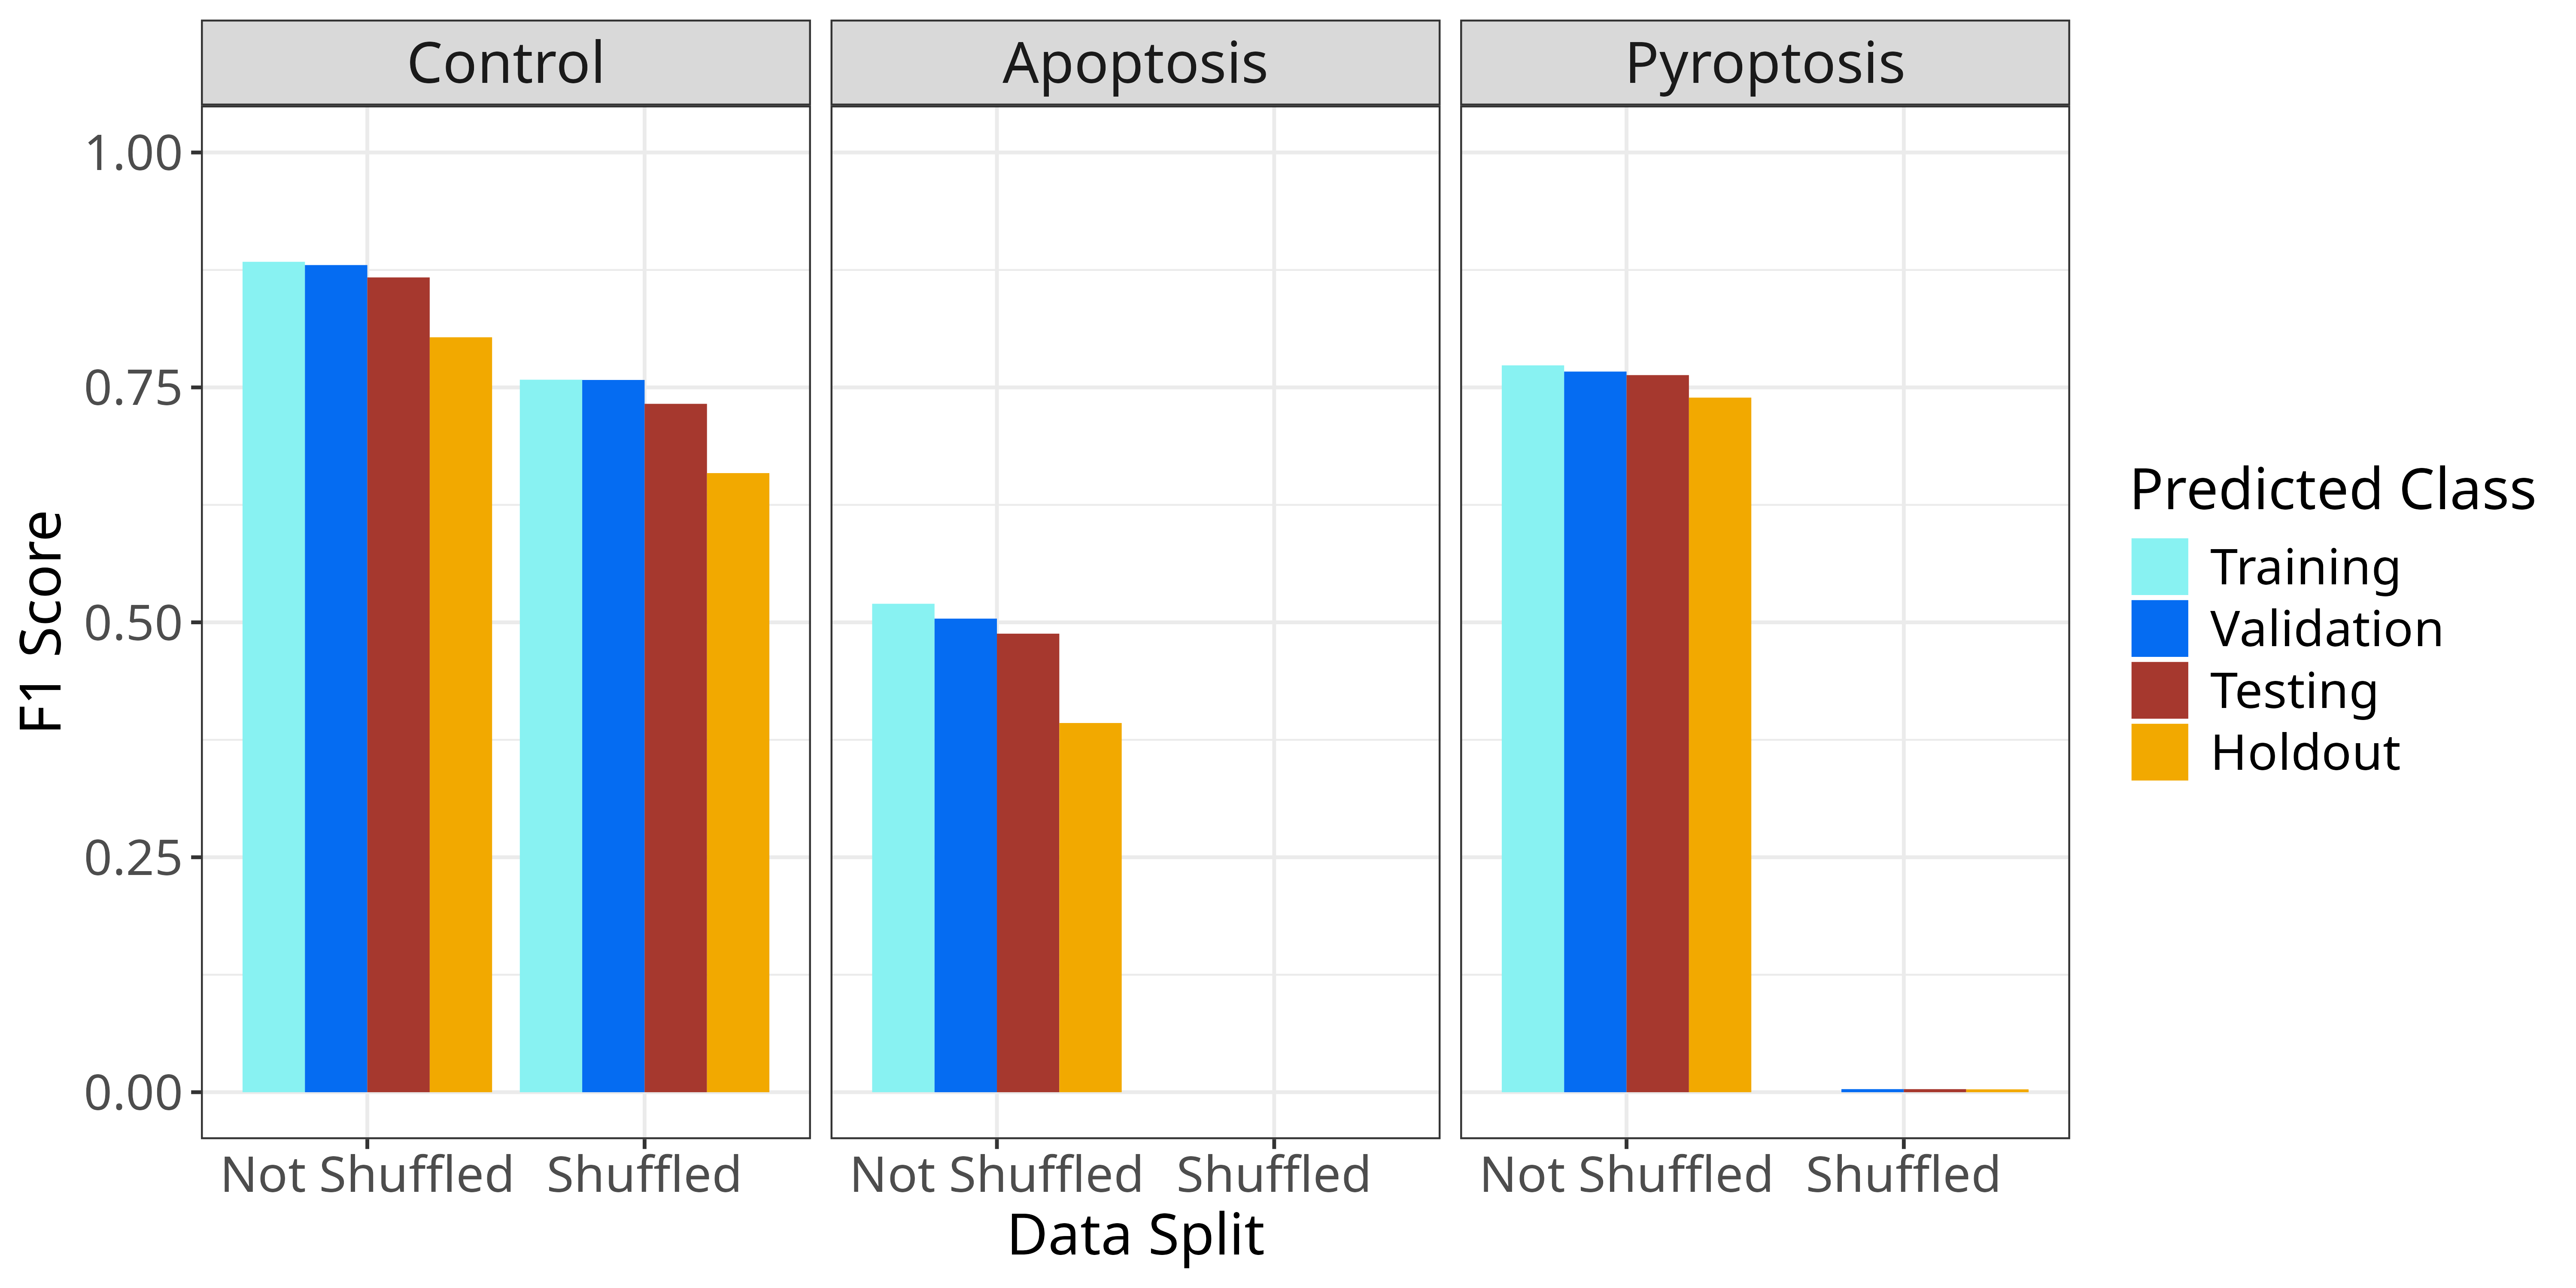 Control
Apoptosis
Pyroptosis
1.00
0.75
0.50
0.25
0.00
F1 Score
Not Shuffled
Shuffled
Not Shuffled
Shuffled
Not Shuffled
Shuffled
Data Split
Predicted Class
Training
Validation
Testing
Holdout